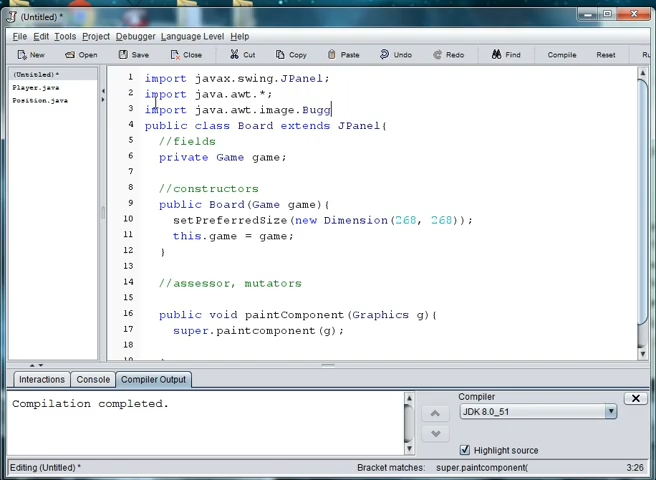 (Untitled) *
File Edit Tools Project Debugger Language Level Help
New Open Save Close Cut Copy Paste Undo Redo Find Compile Reset Ru
(Untitled) *
Player.java
Position.java
1 import javax.swing.JPanel;
2 import java.awt.*;
3 import java.awt.image.Bugg
4 public class Board extends JPanel{
5 //fields
6 private Game game;
7
8 //constructors
9 public Board(Game game){
10 setPreferredSize(new Dimension(268, 268));
11 this.game = game;
12 }
13
14 //assessor, mutators
15
16 public void paintComponent(Graphics g){
17 super.paintcomponent(g);
18
Interactions Console Compiler Output
Compilation completed.
Compiler
JDK 8.0_51
Highlight source
Editing (Untitled) * Bracket matches: super.paintcomponent( 3:26